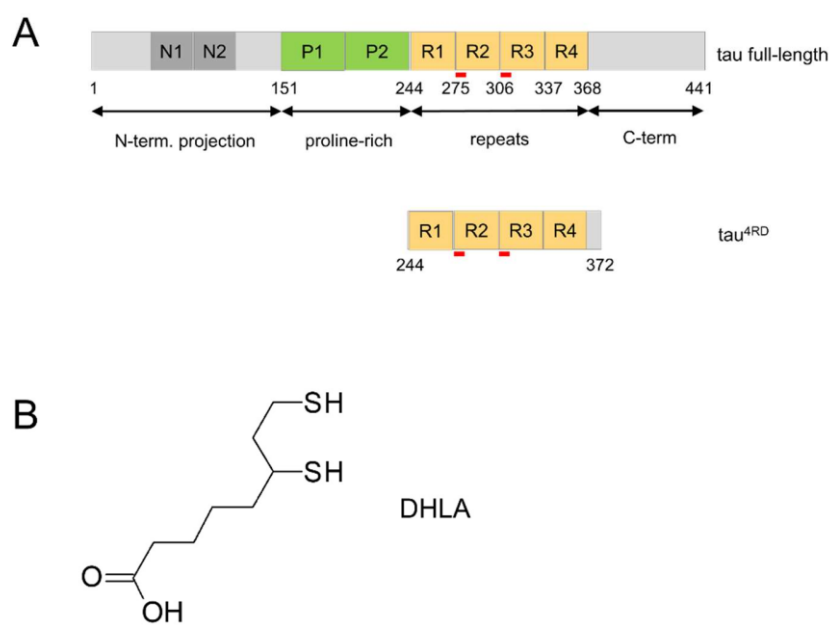 A
N1 N2 P1 P2 R1 R2 R3 R4 tau full-length
1 151 244 275 306 337 368 441
N-term. projection proline-rich repeats C-term
R1 R2 R3 R4 tau4RD
244 372
B
SH
SH
DHLA
O
OH